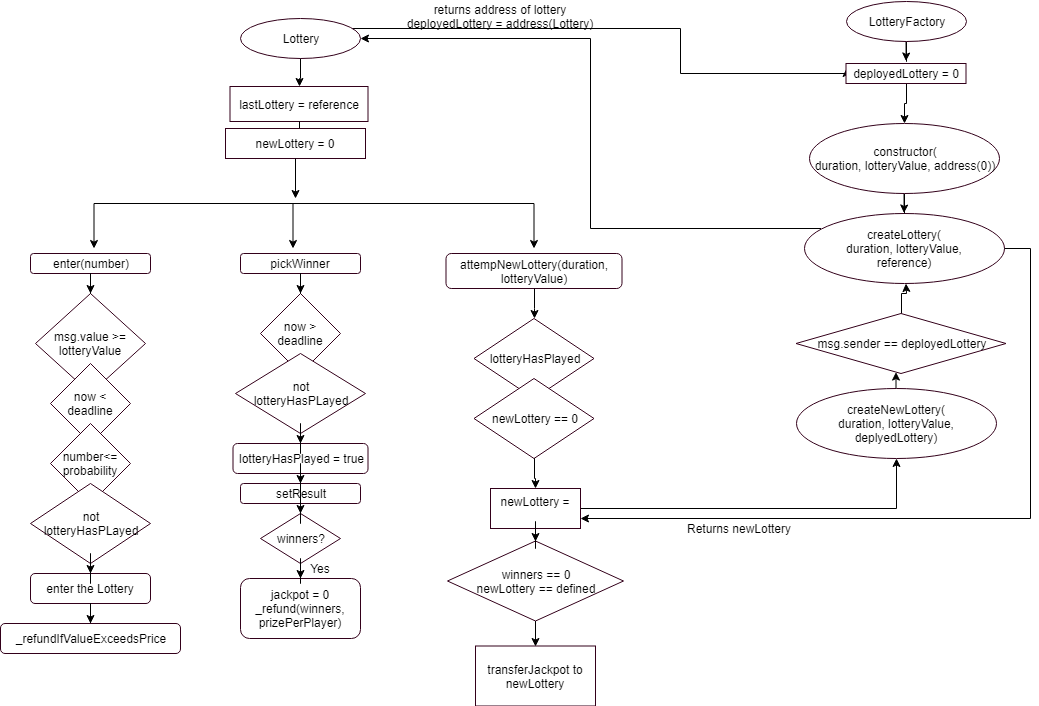 returns address of lottery
deployedLottery = address(Lottery)
LotteryFactory
Lottery
deployedLottery = 0
lastLottery = reference
newLottery = 0
constructor(
duration, lotteryValue, address(0))
createLottery(
duration, lotteryValue,
reference)
enter(number)
pickWinner
attempNewLottery(duration,
lotteryValue)
msg.value >=
lotteryValue
now >
deadline
lotteryHasPlayed
msg.sender == deployedLottery
now <
deadline
not
lotteryHasPLayed
newLottery == 0
createNewLottery(
duration, lotteryValue,
deplyedLottery)
number<=
probability
lotteryHasPlayed = true
setResult
newLottery =
Returns newLottery
not
lotteryHasPLayed
winners?
Yes
winners == 0
newLottery == defined
enter the Lottery
jackpot = 0
_refund(winners,
prizePerPlayer)
_refundIfValueExceedsPrice
transferJackpot to
newLottery